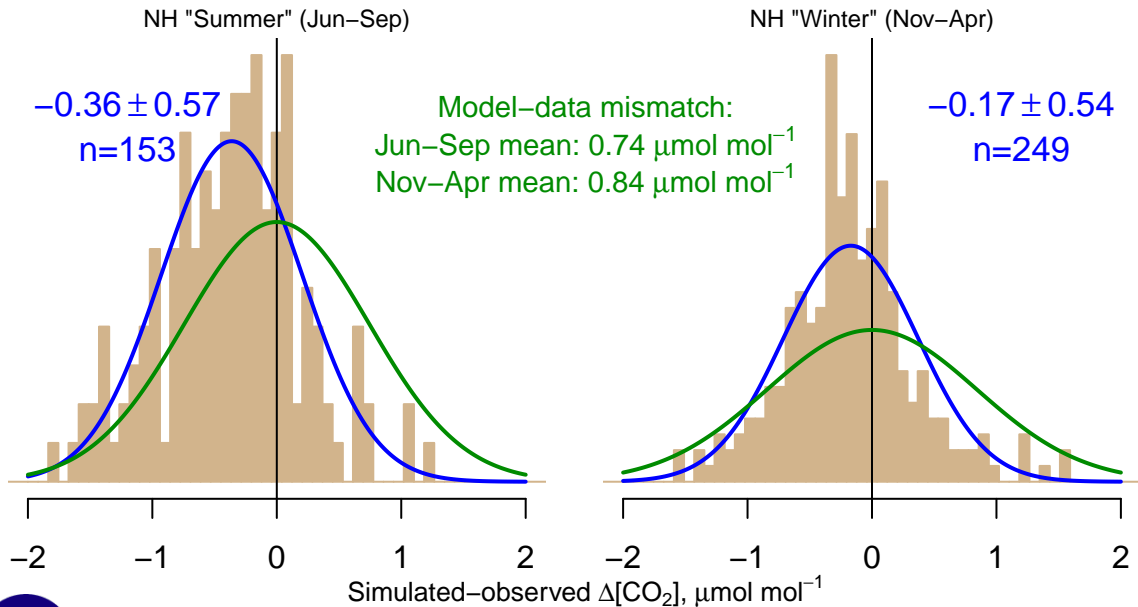 NH "Summer" (Jun−Sep)
−0.36 ± 0.57
n=153
Model−data mismatch:
Jun−Sep mean: 0.74 μmol mol⁻¹
Nov−Apr mean: 0.84 μmol mol⁻¹
NH "Winter" (Nov−Apr)
−0.17 ± 0.54
n=249
−2 −1 0 1 2
−2 −1 0 1 2
Simulated−observed Δ[CO₂], μmol mol⁻¹